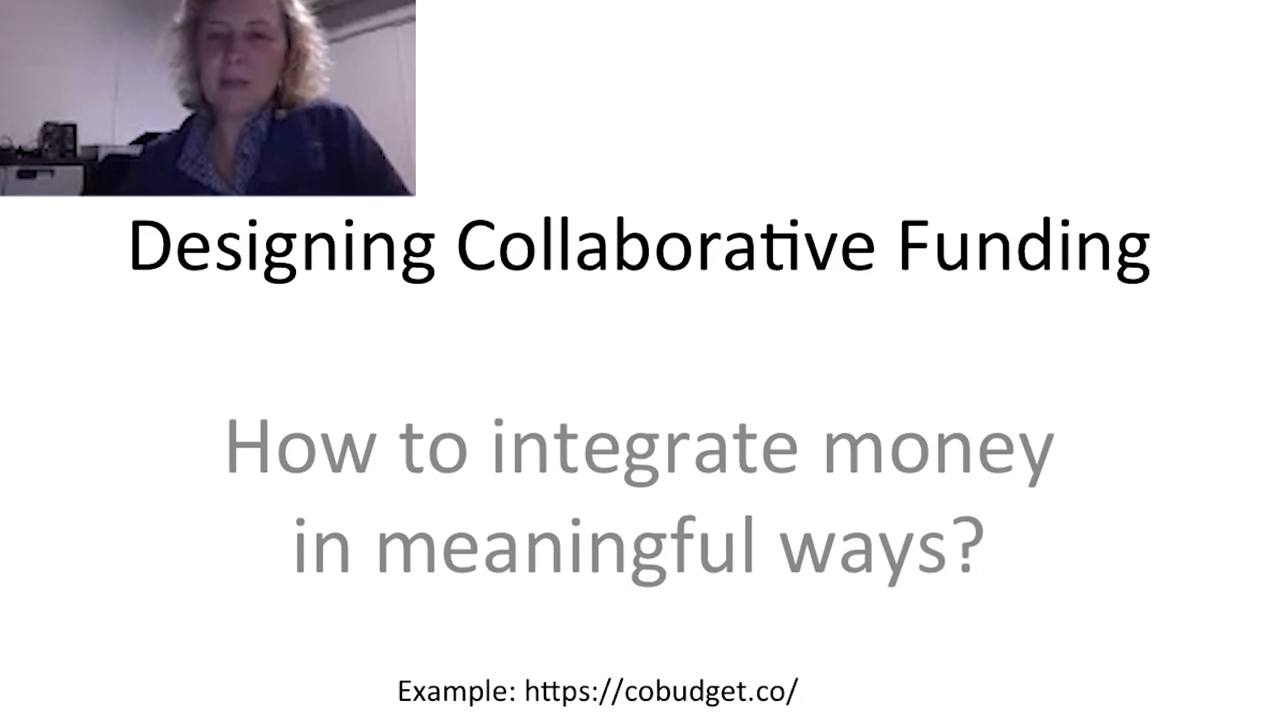 Designing Collaborative Funding
How to integrate money
in meaningful ways?
Example: https://cobudget.co/